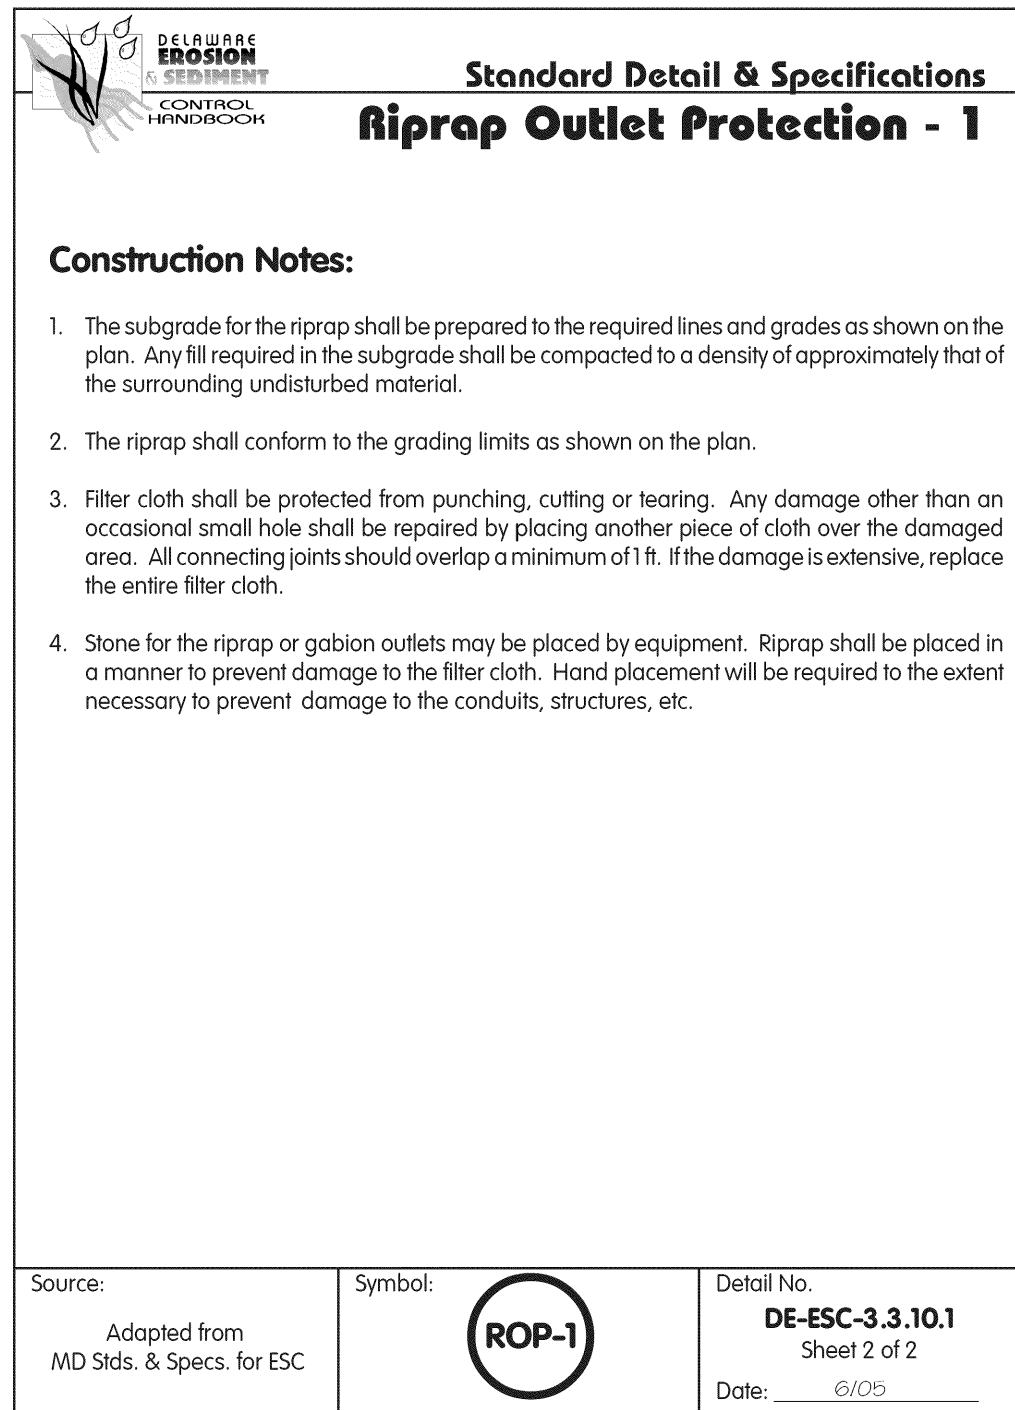 DELAWARE
EROSION
& SEDIMENT
CONTROL
HANDBOOK
Standard Detail & Specifications
Riprap Outlet Protection - 1
Construction Notes:
1. The subgrade for the riprap shall be prepared to the required lines and grades as shown on the
plan. Any fill required in the subgrade shall be compacted to a density of approximately that of
the surrounding undisturbed material.
2. The riprap shall conform to the grading limits as shown on the plan.
3. Filter cloth shall be protected from punching, cutting or tearing. Any damage other than an
occasional small hole shall be repaired by placing another piece of cloth over the damaged
area. All connecting joints should overlap a minimum of 1 ft. If the damage is extensive, replace
the entire filter cloth.
4. Stone for the riprap or gabion outlets may be placed by equipment. Riprap shall be placed in
a manner to prevent damage to the filter cloth. Hand placement will be required to the extent
necessary to prevent damage to the conduits, structures, etc.
Source:
Adapted from
MD Stds. & Specs. for ESC
Symbol:
ROP-1
Detail No.
DE-ESC-3.3.10.1
Sheet 2 of 2
Date: 6/05